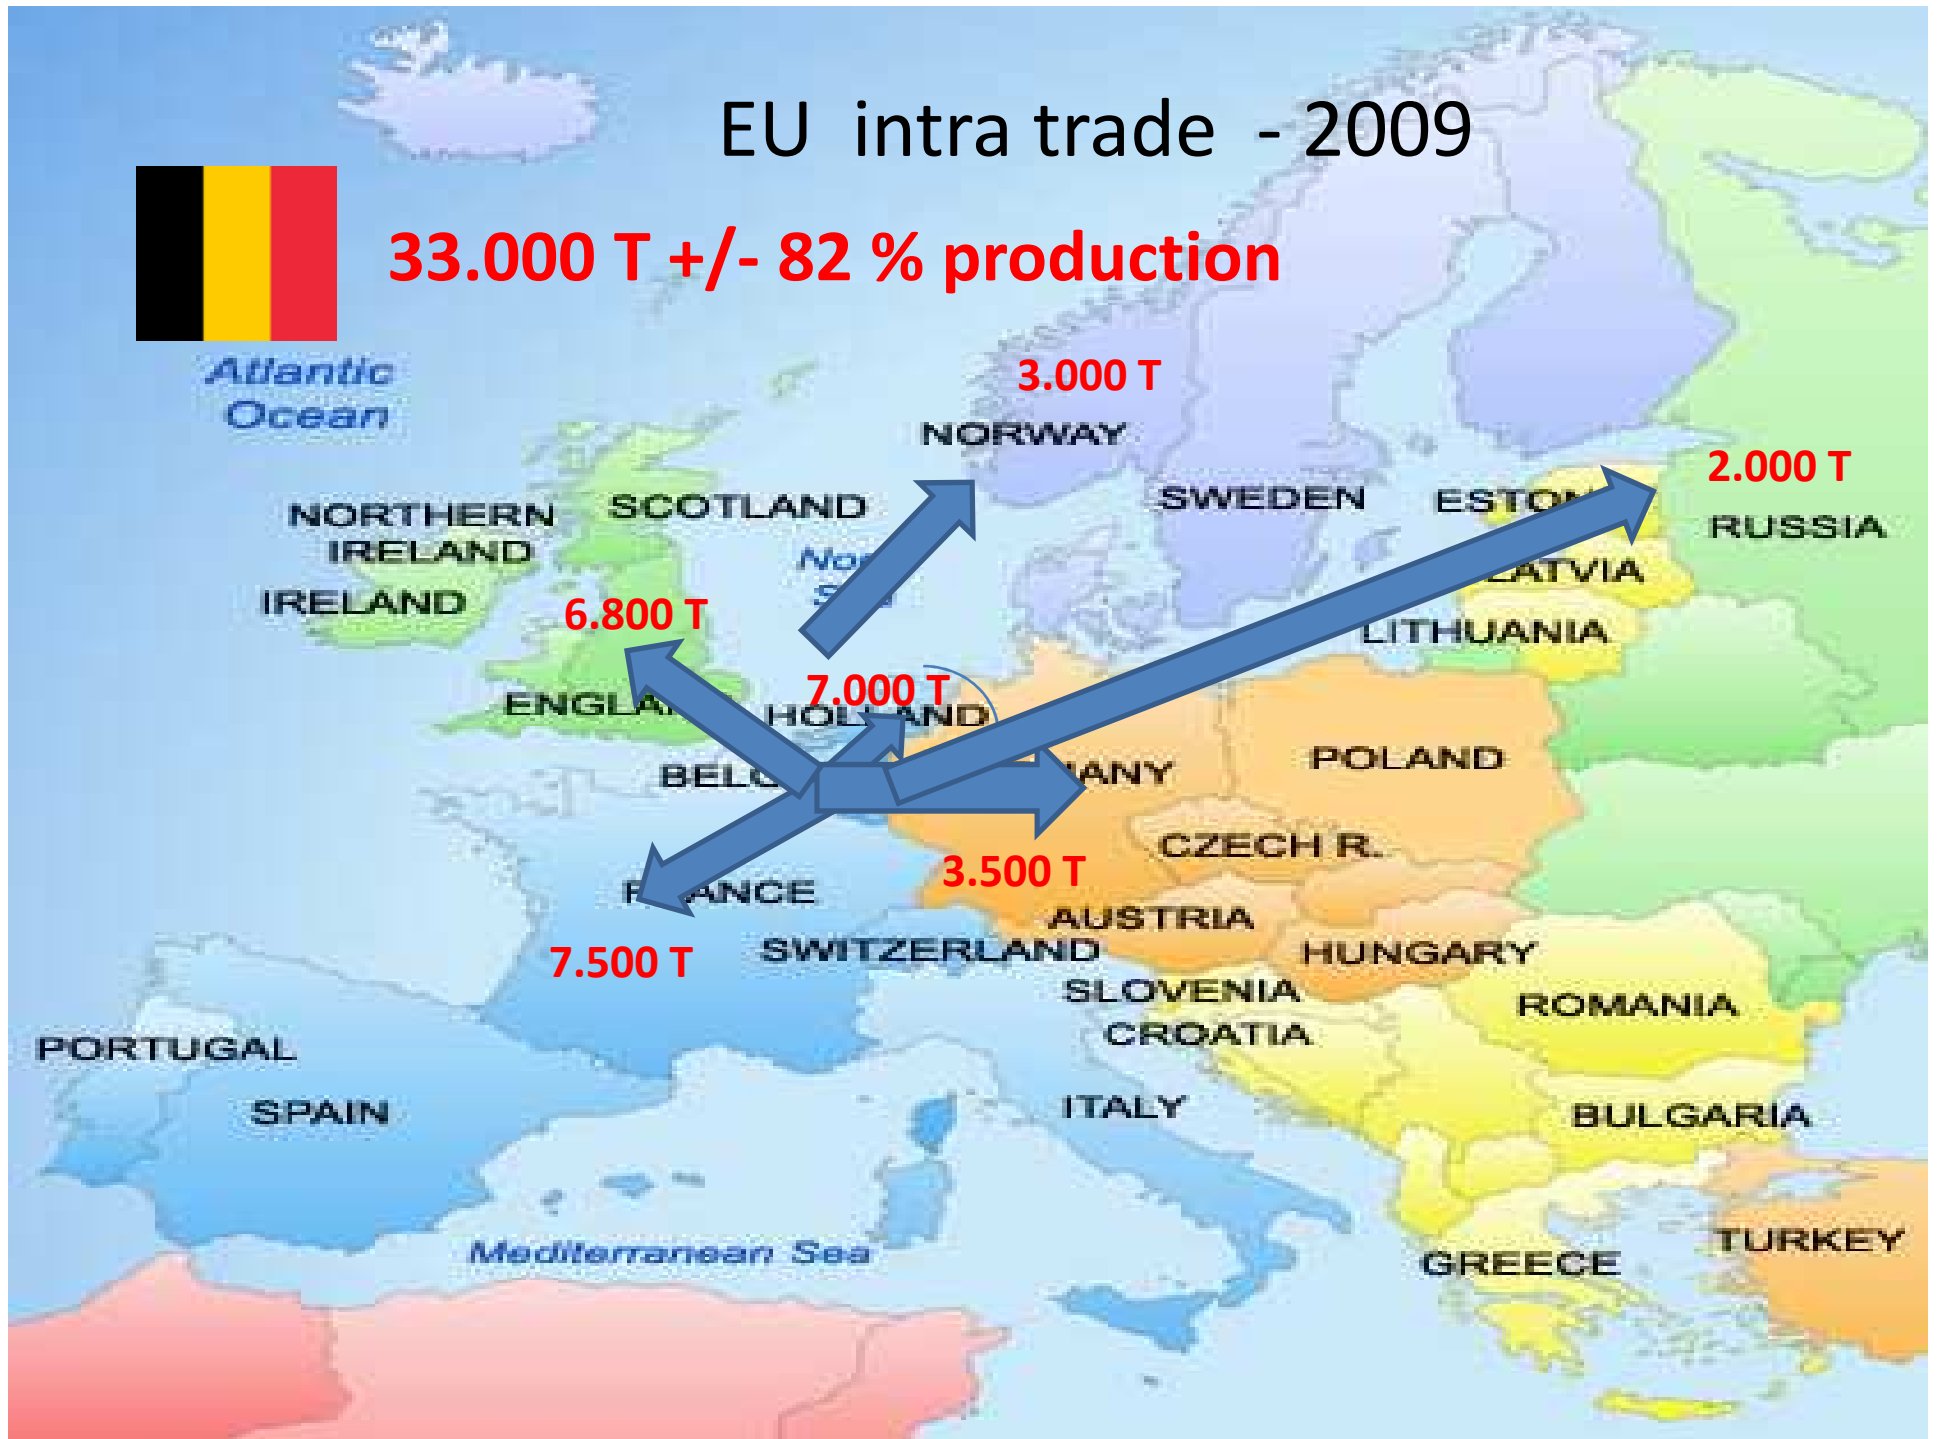 EU intra trade - 2009
33.000 T +/- 82 % production
Atlantic
Ocean
3.000 T
NORWAY
2.000 T
SCOTLAND
SWEDEN
RUSSIA
NORTHERN
IRELAND
IRELAND
6.800 T
LITHUANIA
7.000 T
POLAND
CZECH R.
3.500 T
AUSTRIA
SWITZERLAND
HUNGARY
7.500 T
SLOVENIA
ROMANIA
CROATIA
PORTUGAL
SPAIN
ITALY
BULGARIA
Mediterranean Sea
GREECE
TURKEY